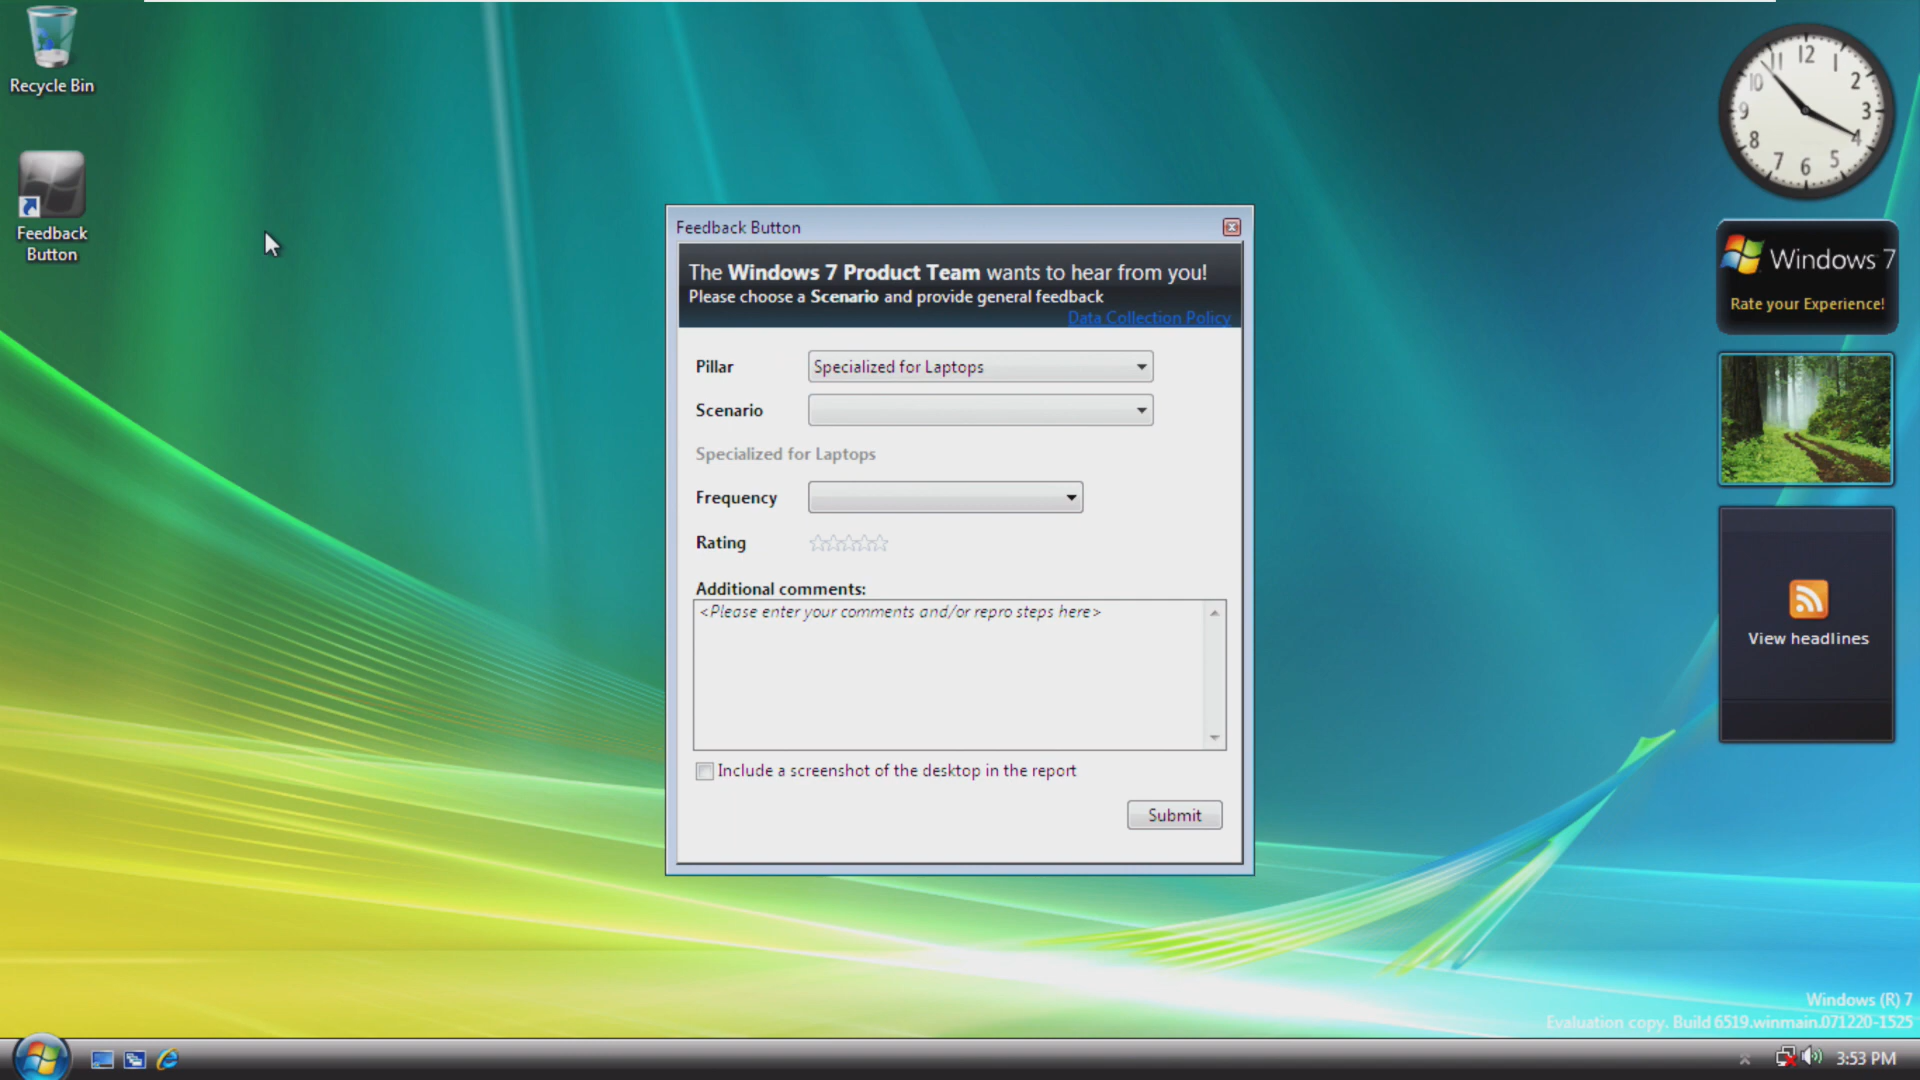 Recycle Bin
Feedback
Button
Feedback Button
The Windows 7 Product Team wants to hear from you!
Please choose a Scenario and provide general feedback
Data Collection Policy
Pillar
Specialized for Laptops
Scenario
Specialized for Laptops
Frequency
Rating
Additional comments:
<Please enter your comments and/or repro steps here>
Include a screenshot of the desktop in the report
Submit
12
1
2
3
4
5
6
7
8
9
10
11
Windows 7
Rate your Experience!
View headlines
Windows (R) 7
Evaluation copy. Build 6519.winmain.071220-1525
3:53 PM